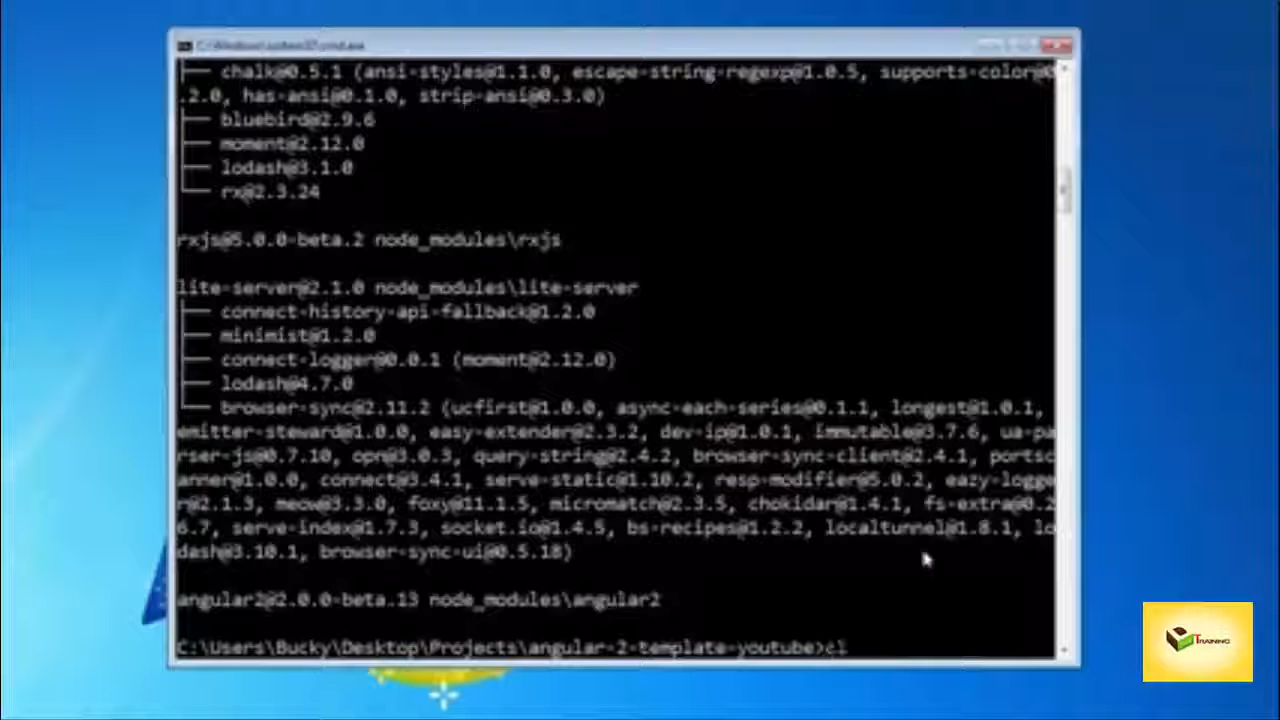 C:\Windows\system32\cmd.exe
├── chalk@0.5.1 (ansi-styles@1.1.0, escape-string-regexp@1.0.5, supports-color@0
.2.0, has-ansi@0.1.0, strip-ansi@0.3.0)
├── bluebird@2.9.6
├── moment@2.12.0
├── lodash@3.1.0
└── rx@2.3.24
rxjs@5.0.0-beta.2 node_modules\rxjs
lite-server@2.1.0 node_modules\lite-server
├── connect-history-api-fallback@1.2.0
├── minimist@1.2.0
├── connect-logger@0.0.1 (moment@2.12.0)
├── lodash@4.7.0
└── browser-sync@2.11.2 (ucfirst@1.0.0, async-each-series@0.1.1, longest@1.0.1,
emitter-steward@1.0.0, easy-extender@2.3.2, dev-ip@1.0.1, immutable@3.7.6, ua-pa
rser-js@0.7.10, opn@3.0.3, query-string@2.4.2, browser-sync-client@2.4.1, portsc
anner@1.0.0, connect@3.4.1, serve-static@1.10.2, resp-modifier@5.0.2, eazy-logge
r@2.1.3, meow@3.3.0, foxy@11.1.5, micromatch@2.3.5, chokidar@1.4.1, fs-extra@0.2
6.7, serve-index@1.7.3, socket.io@1.4.5, bs-recipes@1.2.2, localtunnel@1.8.1, lo
dash@3.10.1, browser-sync-ui@0.5.18)
angular2@2.0.0-beta.13 node_modules\angular2
C:\Users\Bucky\Desktop\Projects\angular-2-template-youtube>cl
TRAINING